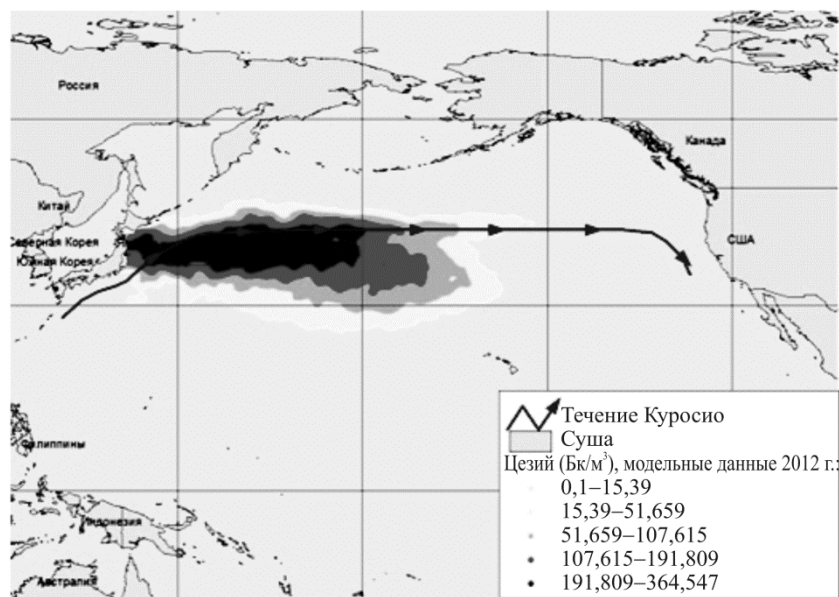 Россия
Канада
Китай
Северная Корея
США
Южная Корея
Филиппины
Индонезия
Австралия
Течение Куросио
Суша
Цезий (Бк/м³), модельные данные 2012 г.:
0,1–15,39
15,39–51,659
51,659–107,615
107,615–191,809
191,809–364,547